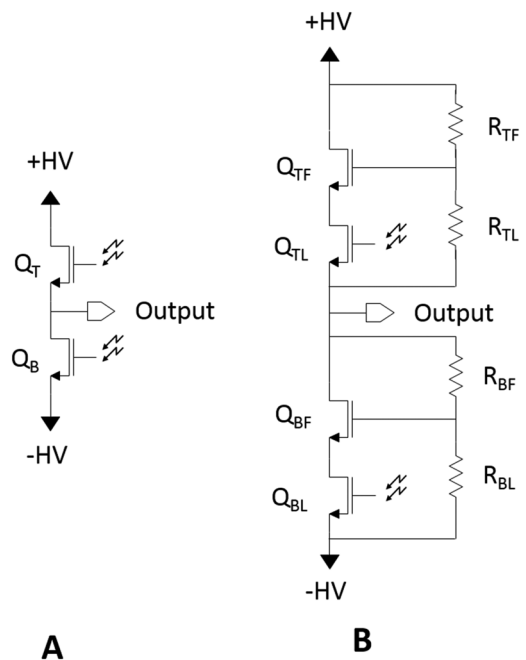 +HV
Q_T
Output
Q_B
-HV
A
+HV
R_TF
Q_TF
R_TL
Q_TL
Output
R_BF
Q_BF
R_BL
Q_BL
-HV
B